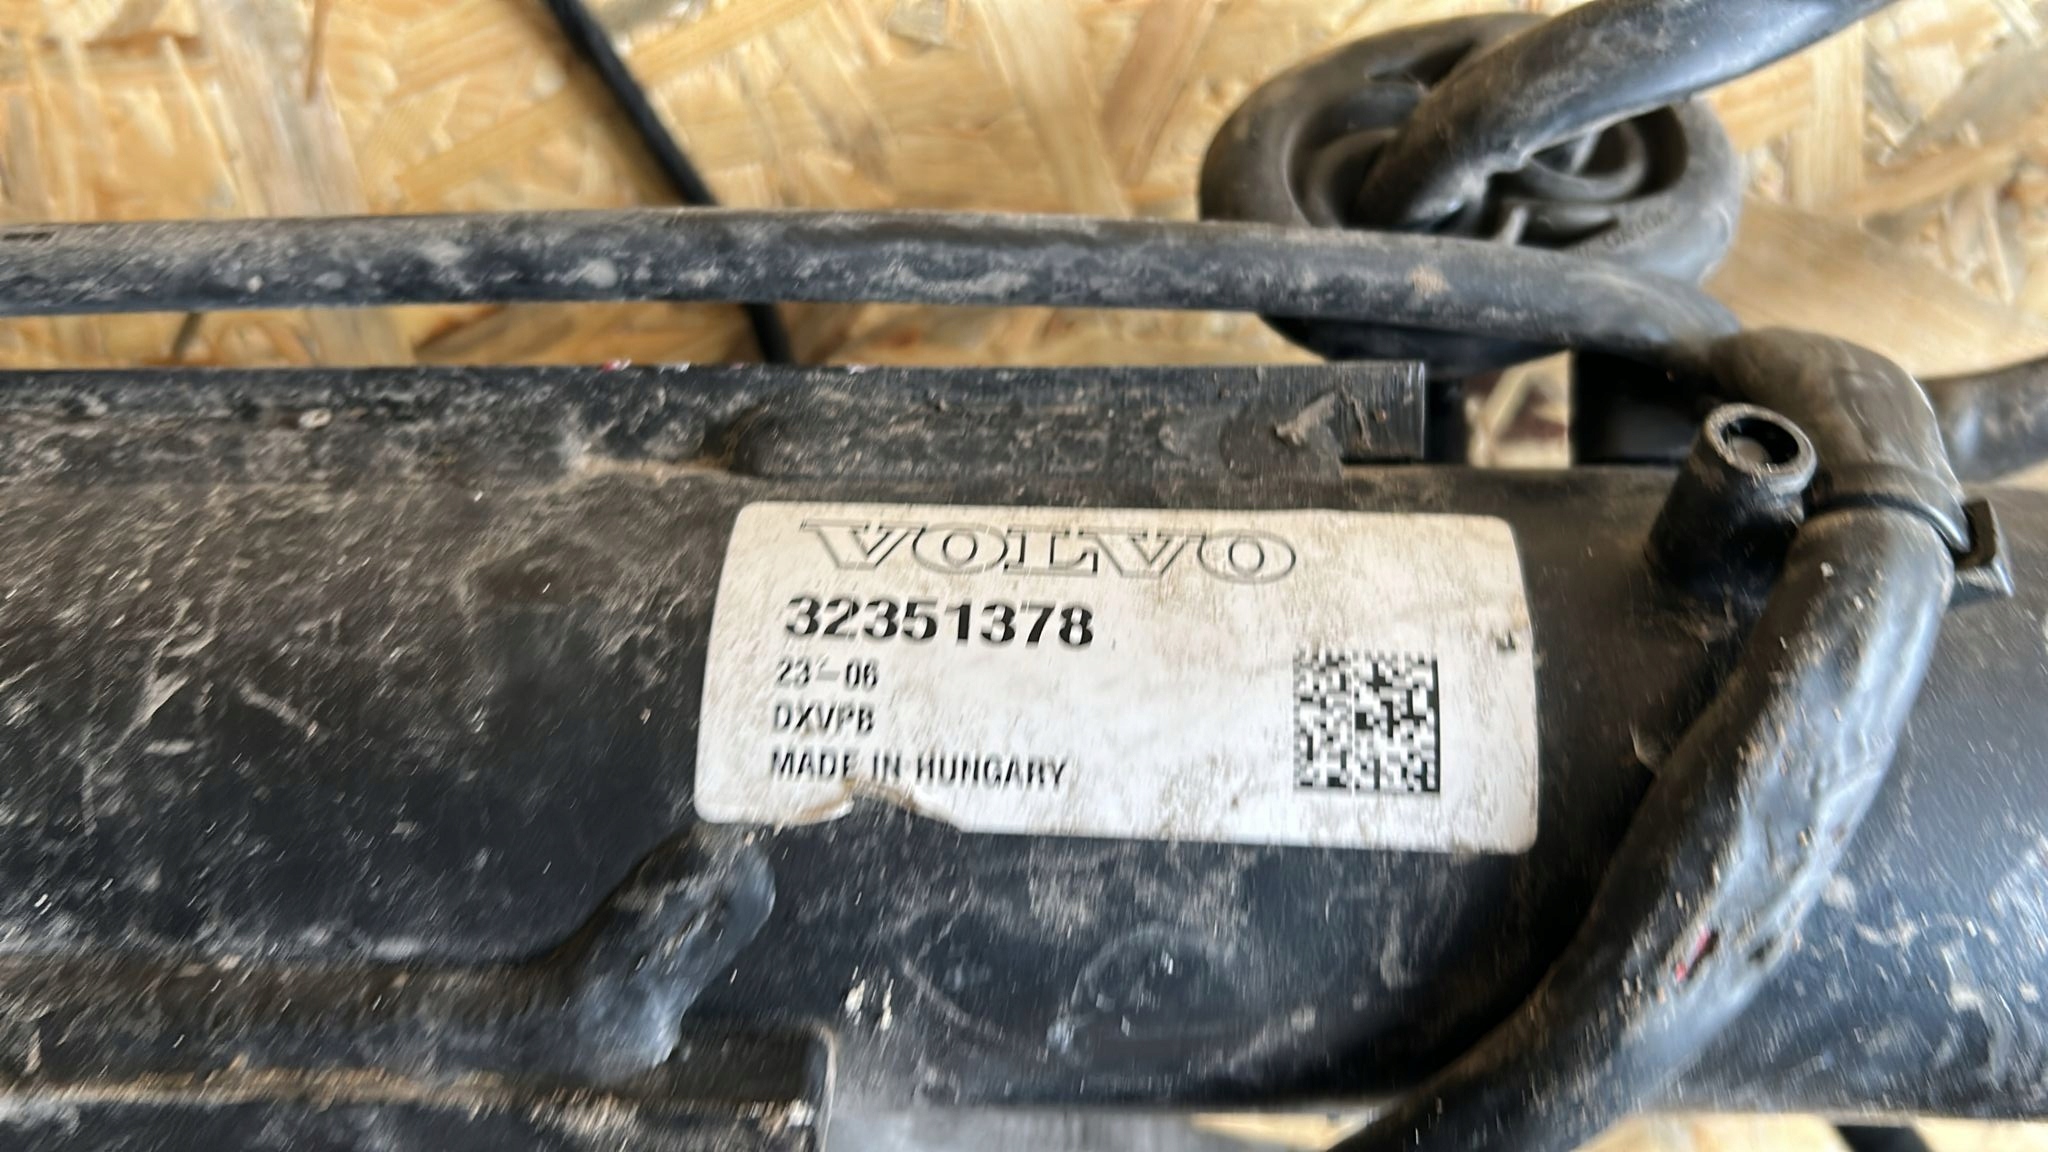 VOLVO
32351378
23-06
DXVPB
MADE IN HUNGARY